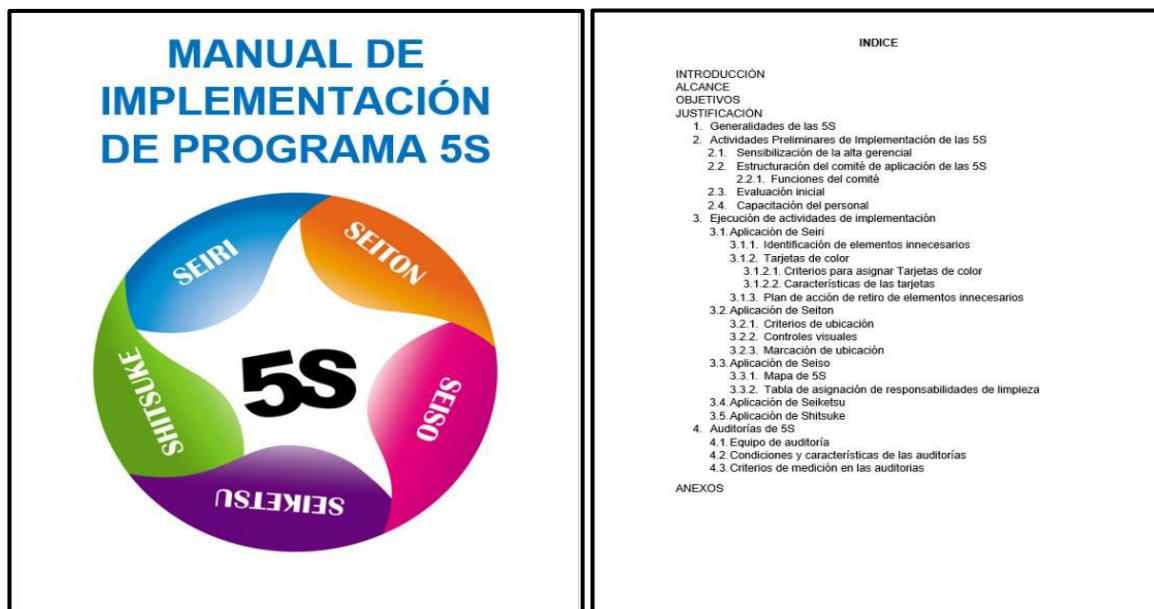 MANUAL DE
IMPLEMENTACIÓN
DE PROGRAMA 5S
SEIRI
SEITON
SEISO
SEIKETSU
SHITSUKE
5S
INDICE
INTRODUCCIÓN
ALCANCE
OBJETIVOS
JUSTIFICACIÓN
1. Generalidades de las 5S
2. Actividades Preliminares de Implementación de las 5S
2.1. Sensibilización de la alta gerencial
2.2. Estructuración del comité de aplicación de las 5S
2.2.1. Funciones del comité
2.3. Evaluación inicial
2.4. Capacitación del personal
3. Ejecución de actividades de implementación
3.1. Aplicación de Seiri
3.1.1. Identificación de elementos innecesarios
3.1.2. Tarjetas de color
3.1.2.1. Criterios para asignar Tarjetas de color
3.1.2.2. Características de las tarjetas
3.1.3. Plan de acción de retiro de elementos innecesarios
3.2. Aplicación de Seiton
3.2.1. Criterios de ubicación
3.2.2. Controles visuales
3.2.3. Marcación de ubicación
3.3. Aplicación de Seiso
3.3.1. Mapa de 5S
3.3.2. Tabla de asignación de responsabilidades de limpieza
3.4. Aplicación de Seiketsu
3.5. Aplicación de Shitsuke
4. Auditorías de 5S
4.1. Equipo de auditoría
4.2. Condiciones y características de las auditorías
4.3. Criterios de medición en las auditorias
ANEXOS